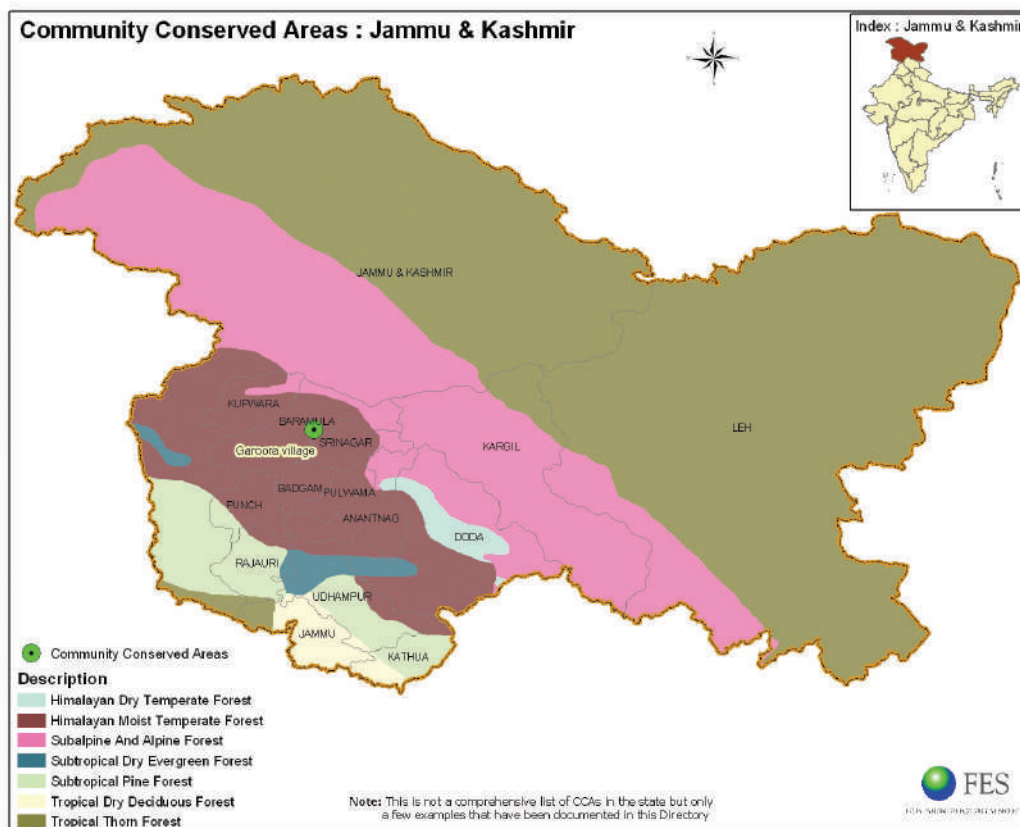 Community Conserved Areas : Jammu & Kashmir
Index : Jammu & Kashmir
JAMMU & KASHMIR
KUPWARA
BARAMULA
SRINAGAR
Garoora village
KARGIL
LEH
BADGAM
PULWAMA
PUNCH
ANANTNAG
DODA
RAJAURI
UDHAMPUR
JAMMU
KATHUA
Community Conserved Areas
Description
Himalayan Dry Temperate Forest
Himalayan Moist Temperate Forest
Subalpine And Alpine Forest
Subtropical Dry Evergreen Forest
Subtropical Pine Forest
Tropical Dry Deciduous Forest
Tropical Thorn Forest
Note: This is not a comprehensive list of CCAs in the state but only
a few examples that have been documented in this Directory
FES